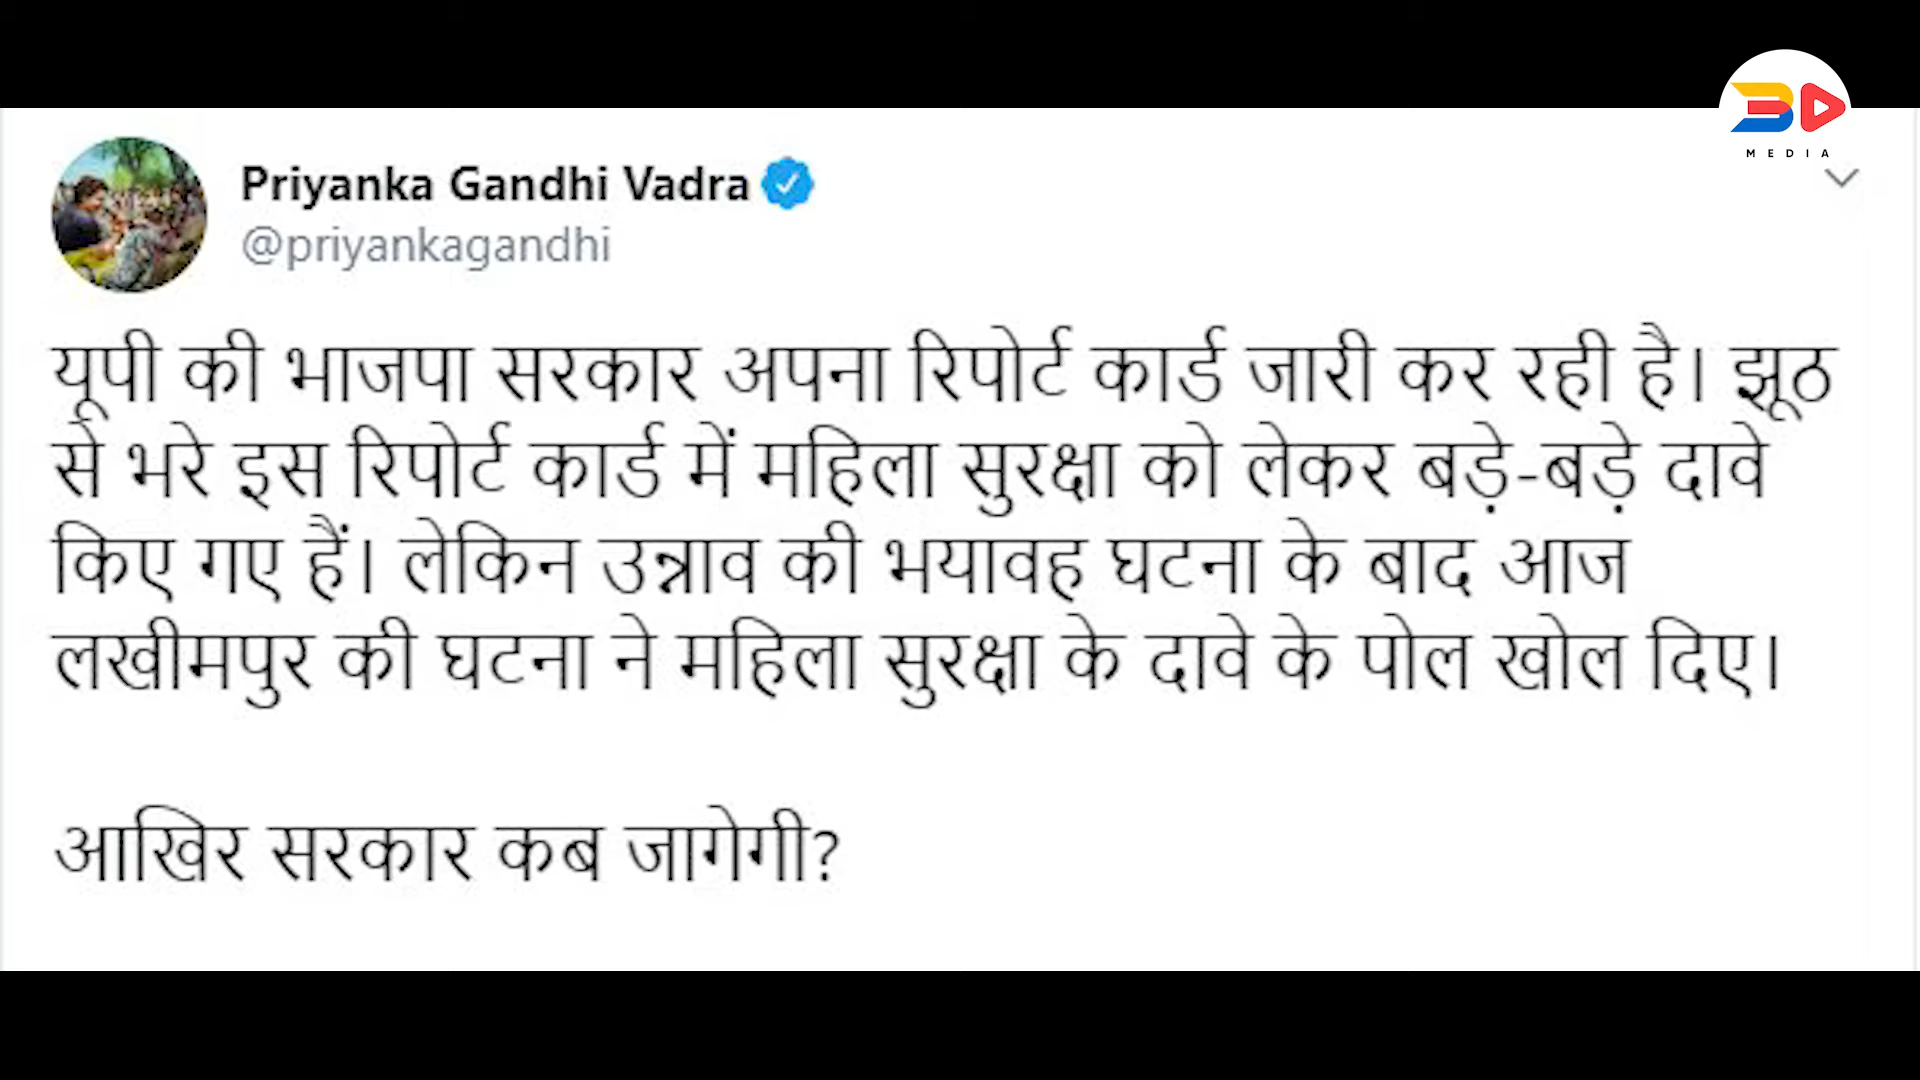 MEDIA
Priyanka Gandhi Vadra
@priyankagandhi
यूपी की भाजपा सरकार अपना रिपोर्ट कार्ड जारी कर रही है। झूठ
से भरे इस रिपोर्ट कार्ड में महिला सुरक्षा को लेकर बड़े-बड़े दावे
किए गए हैं। लेकिन उन्नाव की भयावह घटना के बाद आज
लखीमपुर की घटना ने महिला सुरक्षा के दावे के पोल खोल दिए।
आखिर सरकार कब जागेगी?